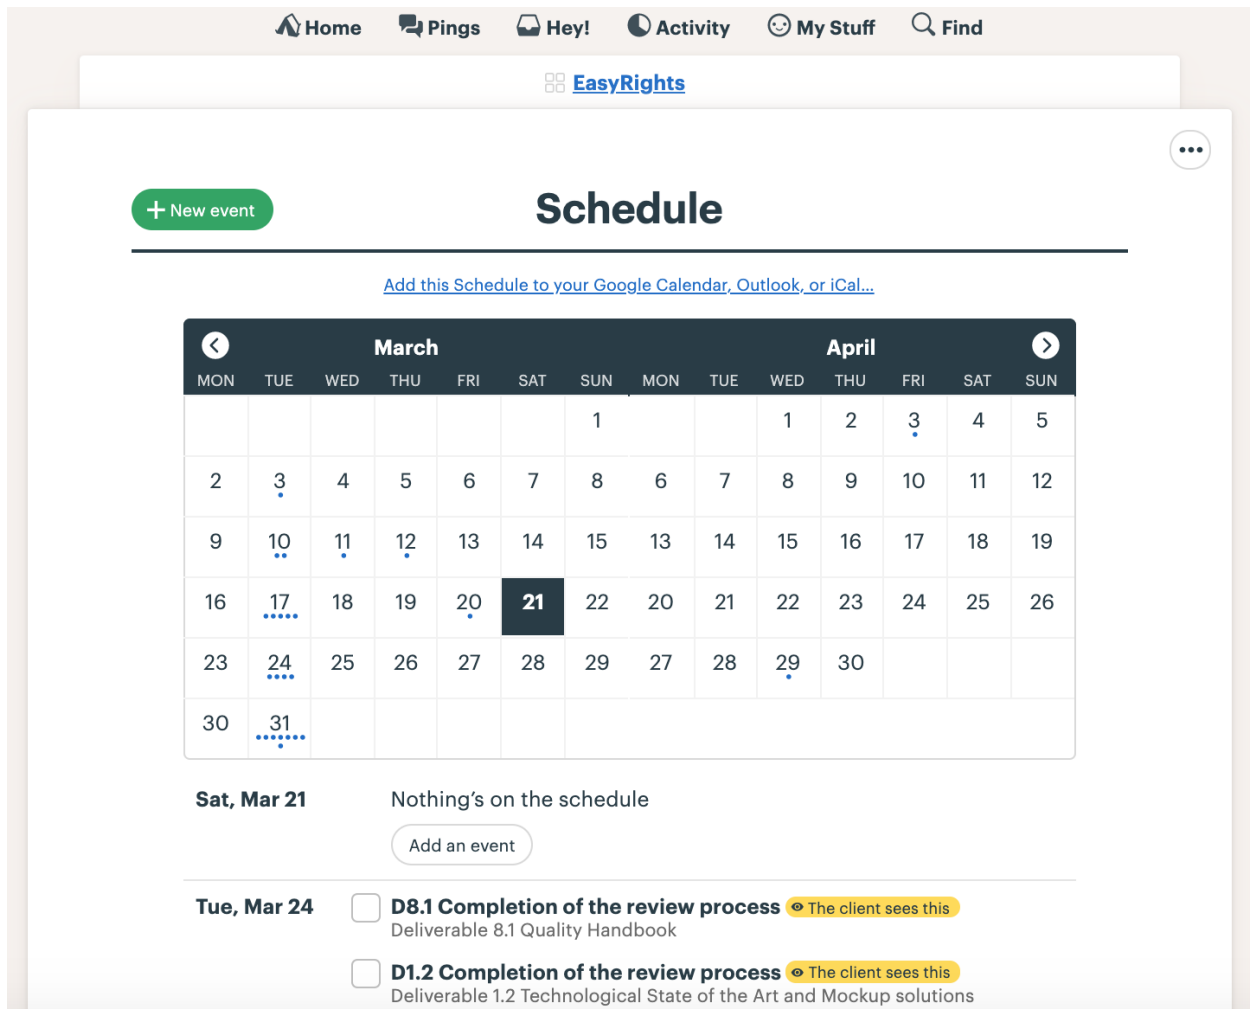 Home Pings Hey! Activity My Stuff Find
EasyRights
New event
Schedule
Add this Schedule to your Google Calendar, Outlook, or iCal...
March April
MON TUE WED THU FRI SAT SUN MON TUE WED THU FRI SAT SUN
1 1 2 3 4 5
2 3 4 5 6 7 8 6 7 8 9 10 11 12
9 10 11 12 13 14 15 13 14 15 16 17 18 19
16 17 18 19 20 21 22 20 21 22 23 24 25 26
23 24 25 26 27 28 29 27 28 29 30
30 31
Sat, Mar 21 Nothing's on the schedule
Add an event
Tue, Mar 24 D8.1 Completion of the review process The client sees this
Deliverable 8.1 Quality Handbook
D1.2 Completion of the review process The client sees this
Deliverable 1.2 Technological State of the Art and Mockup solutions